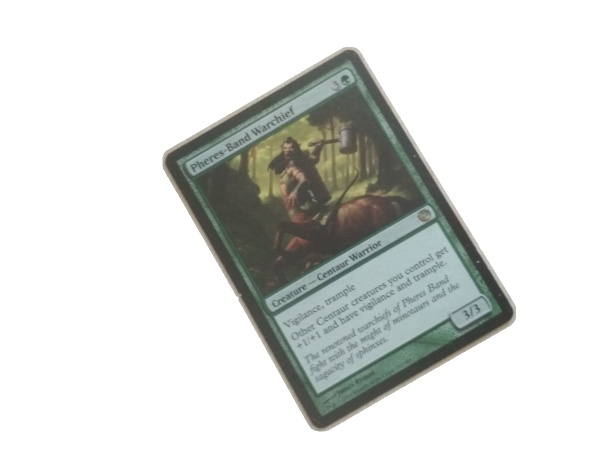 Pheres-Band Warchief 3
Creature — Centaur Warrior
Vigilance, trample
Other Centaur creatures you control get
+1/+1 and have vigilance and trample.
The renowned warchiefs of Pheres Band
fight with the might of minotaurs and the
sagacity of sphinxes.
3/3